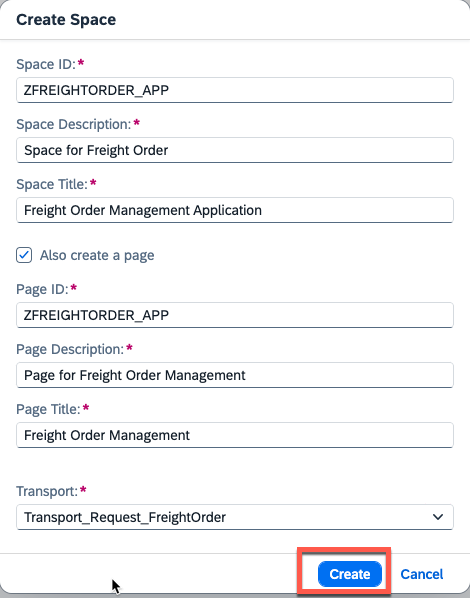 Create Space
Space ID:*
ZFREIGHTORDER_APP
Space Description:*
Space for Freight Order
Space Title:*
Freight Order Management Application
Also create a page
Page ID:*
ZFREIGHTORDER_APP
Page Description:*
Page for Freight Order Management
Page Title:*
Freight Order Management
Transport:*
Transport_Request_FreightOrder
Create Cancel